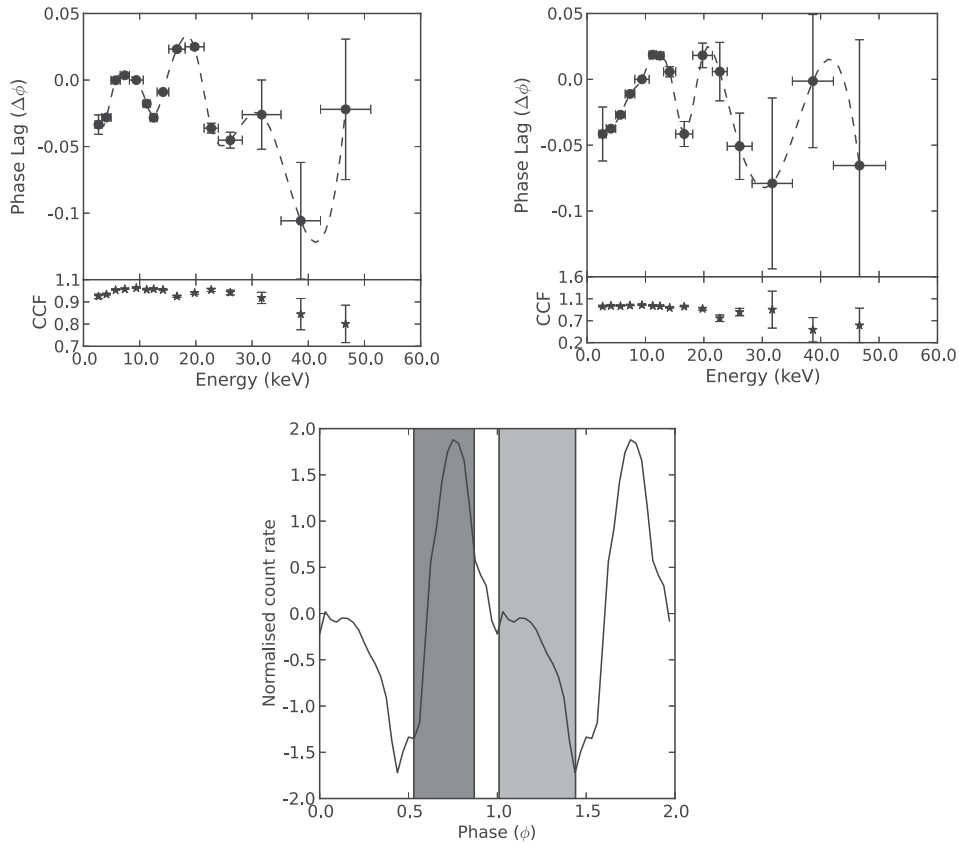 0.05
0.0
-0.05
-0.1
1.1
0.9
0.8
0.7
Phase Lag (Δϕ)
CCF
0.0 10.0 20.0 30.0 40.0 50.0 60.0
Energy (keV)
0.05
0.0
-0.05
-0.1
1.6
1.1
0.7
0.2
Phase Lag (Δϕ)
CCF
0.0 10.0 20.0 30.0 40.0 50.0 60.0
Energy (keV)
2.0
1.5
1.0
0.5
0.0
-0.5
-1.0
-1.5
-2.0
Normalised count rate
0.0 0.5 1.0 1.5 2.0
Phase (ϕ)